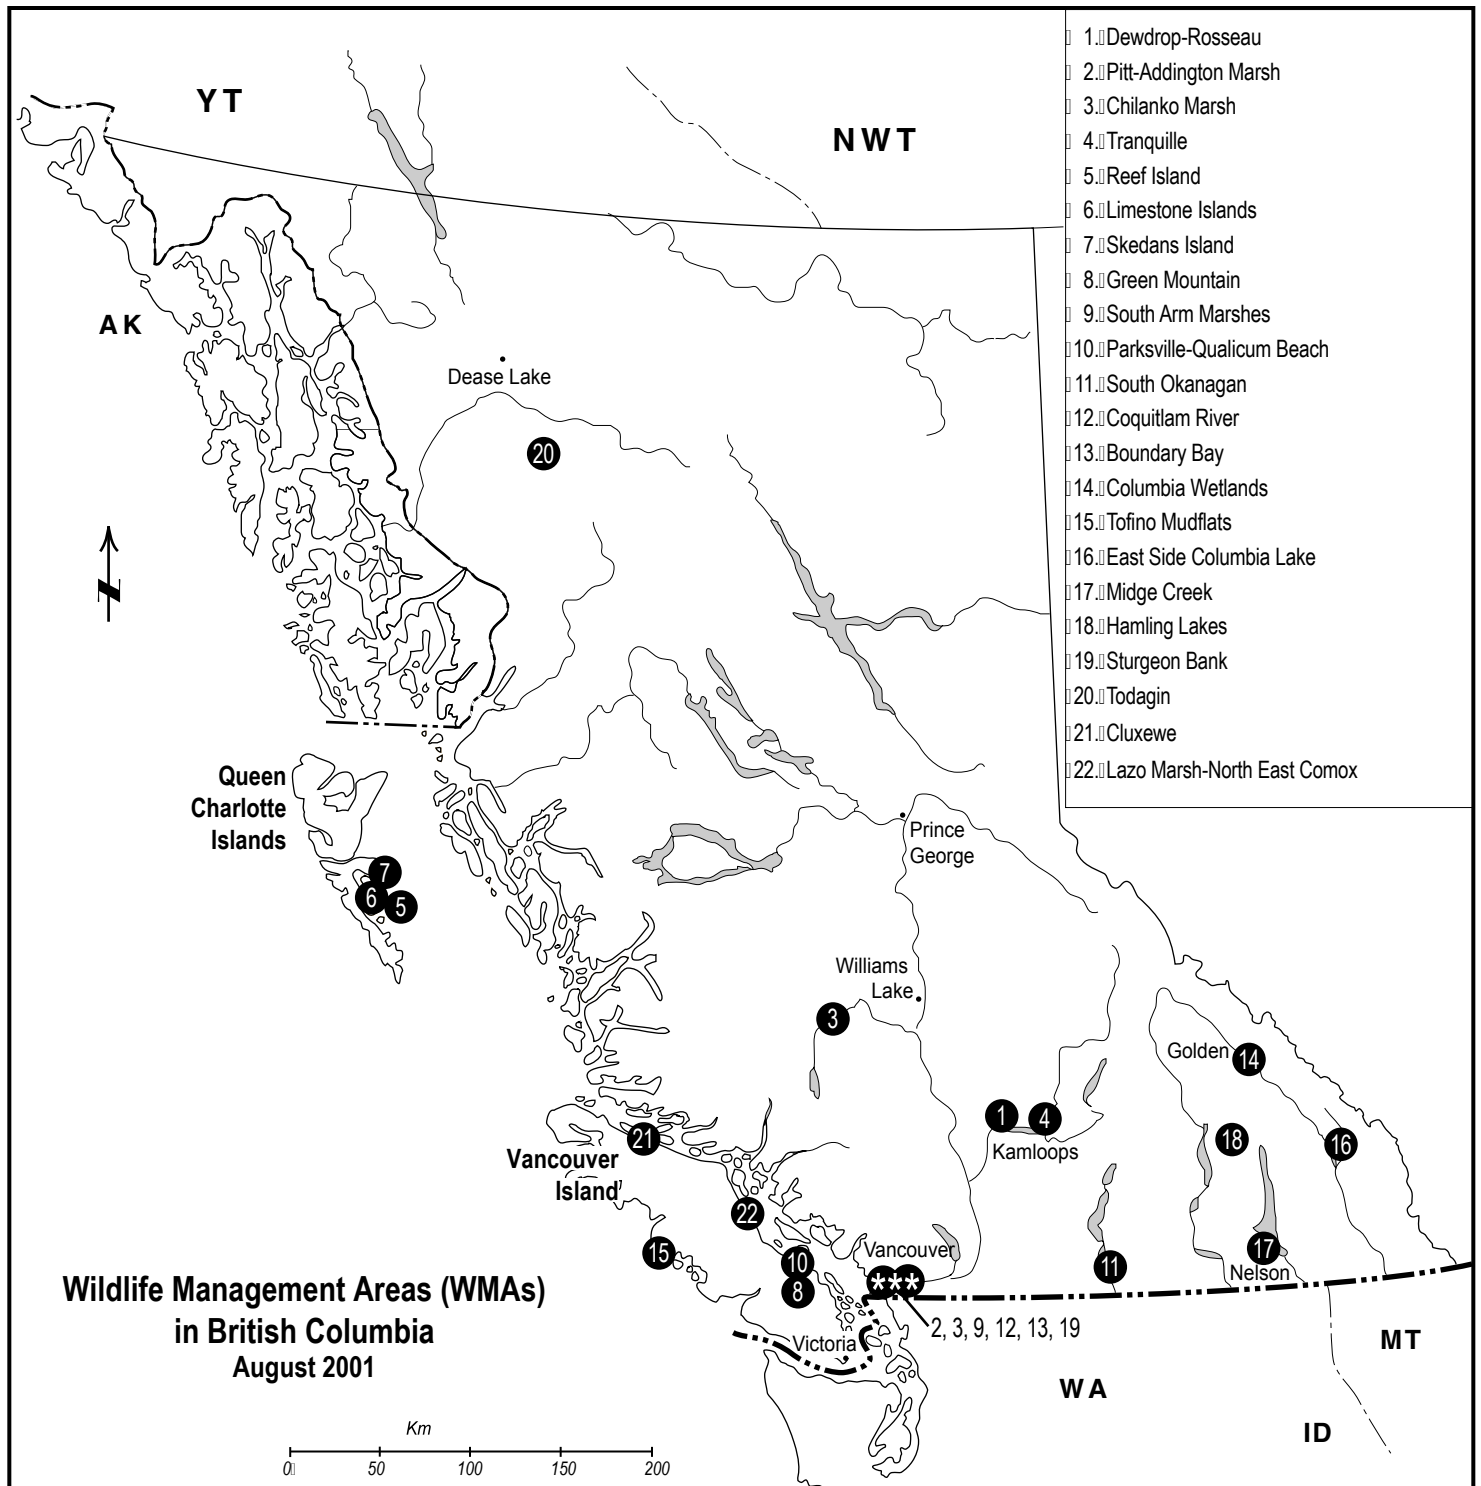 YT
NWT
AK
1. Dewdrop-Rosseau
2. Pitt-Addington Marsh
3. Chilanko Marsh
4. Tranquille
5. Reef Island
6. Limestone Islands
7. Skedans Island
8. Green Mountain
9. South Arm Marshes
10. Parksville-Qualicum Beach
11. South Okanagan
12. Coquitlam River
13. Boundary Bay
14. Columbia Wetlands
15. Tofino Mudflats
16. East Side Columbia Lake
17. Midge Creek
18. Hamling Lakes
19. Sturgeon Bank
20. Todagin
21. Cluxewe
22. Lazo Marsh-North East Comox
Dease Lake
20
N
Queen
Charlotte
Islands
7
6
5
Prince
George
Williams
Lake
3
Golden
14
1
4
Kamloops
18
16
21
Vancouver
Island
22
15
10
8
Vancouver
***
2, 3, 9, 12, 13, 19
11
17
Nelson
Victoria
Wildlife Management Areas (WMAs)
in British Columbia
August 2001
MT
WA
ID
Km
0 50 100 150 200